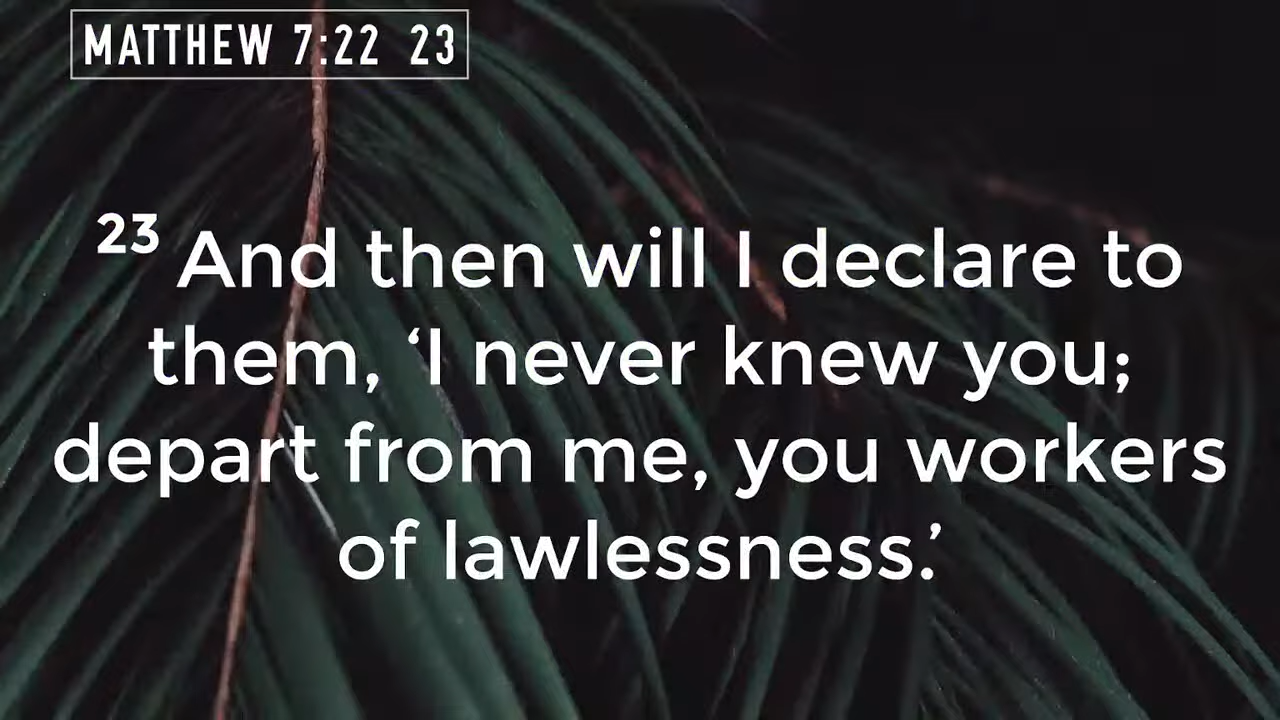 MATTHEW 7:22 23
23 And then will I declare to
them, ‘I never knew you;
depart from me, you workers
of lawlessness.’